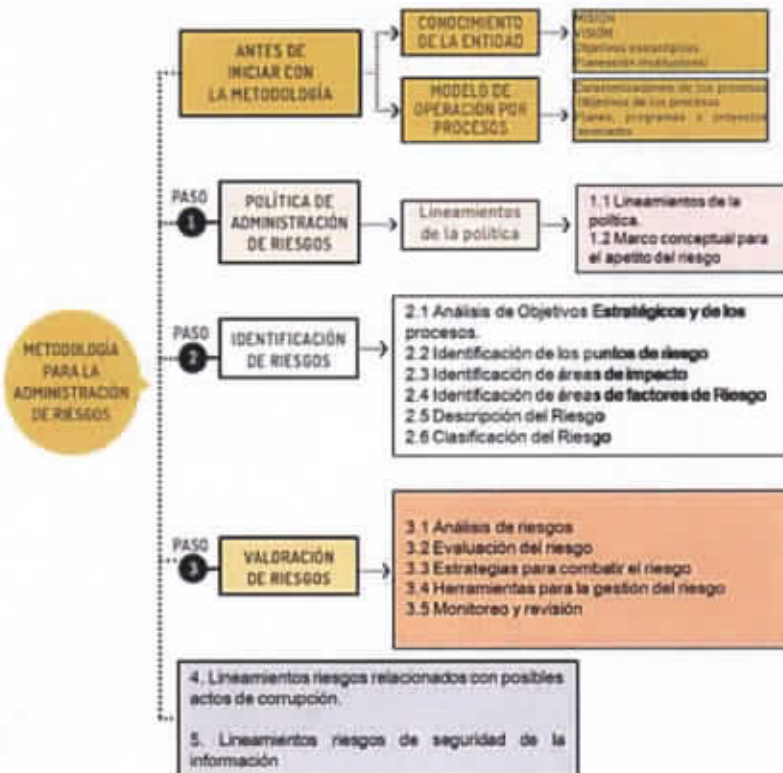 ANTES DE
INICIAR CON
LA METODOLOGÍA
CONOCIMIENTO
DE LA ENTIDAD
MISIÓN
VISIÓN
Objetivos estratégicos
Planeación institucional
MODELO DE
OPERACIÓN POR
PROCESOS
Caracterizaciones de los procesos
Objetivos de los procesos
Planes, programas o proyectos
asociados
PASO
1
POLÍTICA DE
ADMINISTRACIÓN
DE RIESGOS
Lineamientos
de la política
1.1 Lineamientos de la
política.
1.2 Marco conceptual para
el apetito del riesgo
METODOLOGÍA
PARA LA
ADMINISTRACIÓN
DE RIESGOS
PASO
2
IDENTIFICACIÓN
DE RIESGOS
2.1 Análisis de Objetivos Estratégicos y de los
procesos.
2.2 Identificación de los puntos de riesgo
2.3 Identificación de áreas de impacto
2.4 Identificación de áreas de factores de Riesgo
2.5 Descripción del Riesgo
2.6 Clasificación del Riesgo
PASO
3
VALORACIÓN
DE RIESGOS
3.1 Análisis de riesgos
3.2 Evaluación del riesgo
3.3 Estrategias para combatir el riesgo
3.4 Herramientas para la gestión del riesgo
3.5 Monitoreo y revisión
4. Lineamientos riesgos relacionados con posibles
actos de corrupción.
5. Lineamientos riesgos de seguridad de la
información